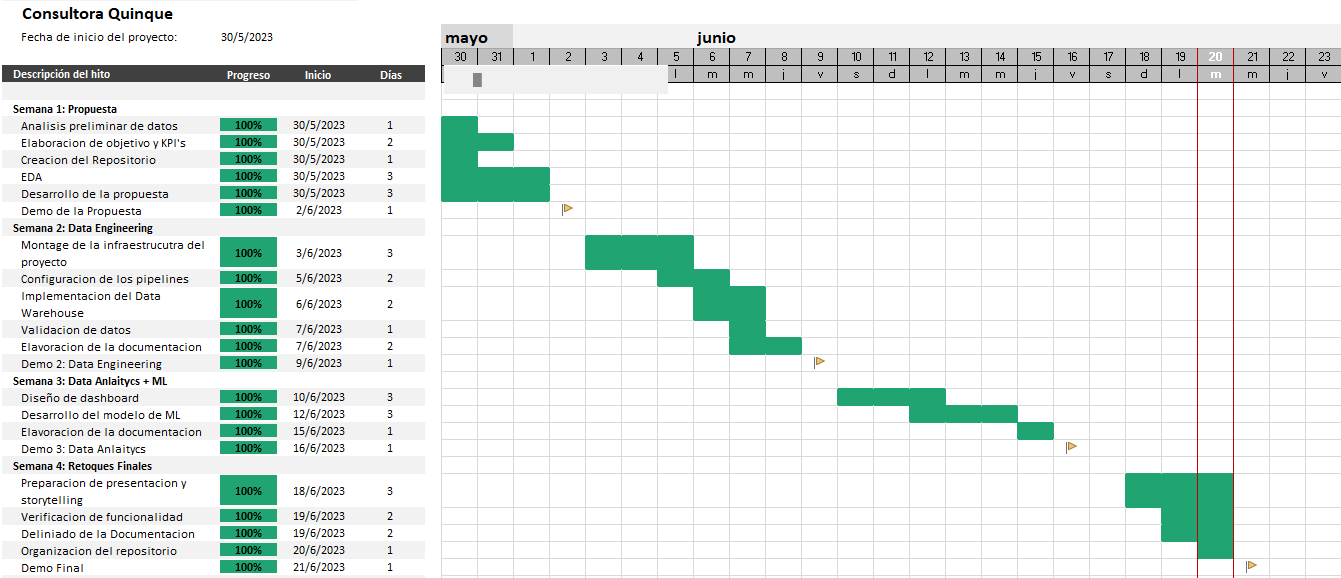 Consultora Quinque
Fecha de inicio del proyecto: 30/5/2023
mayo junio
30 31 1 2 3 4 5 6 7 8 9 10 11 12 13 14 15 16 17 18 19 20 21 22 23
l m m j v s d l m m j v s d l m m j v
Descripción del hito Progreso Inicio Días
Semana 1: Propuesta
Analisis preliminar de datos 100% 30/5/2023 1
Elaboracion de objetivo y KPI's 100% 30/5/2023 2
Creacion del Repositorio 100% 30/5/2023 1
EDA 100% 30/5/2023 3
Desarrollo de la propuesta 100% 30/5/2023 3
Demo de la Propuesta 100% 2/6/2023 1
Semana 2: Data Engineering
Montage de la infraestrucutra del
proyecto 100% 3/6/2023 3
Configuracion de los pipelines 100% 5/6/2023 2
Implementacion del Data
Warehouse 100% 6/6/2023 2
Validacion de datos 100% 7/6/2023 1
Elavoracion de la documentacion 100% 7/6/2023 2
Demo 2: Data Engineering 100% 9/6/2023 1
Semana 3: Data Anlaitycs + ML
Diseño de dashboard 100% 10/6/2023 3
Desarrollo del modelo de ML 100% 12/6/2023 3
Elavoracion de la documentacion 100% 15/6/2023 1
Demo 3: Data Anlaitycs 100% 16/6/2023 1
Semana 4: Retoques Finales
Preparacion de presentacion y
storytelling 100% 18/6/2023 3
Verificacion de funcionalidad 100% 19/6/2023 2
Deliniado de la Documentacion 100% 19/6/2023 2
Organizacion del repositorio 100% 20/6/2023 1
Demo Final 100% 21/6/2023 1